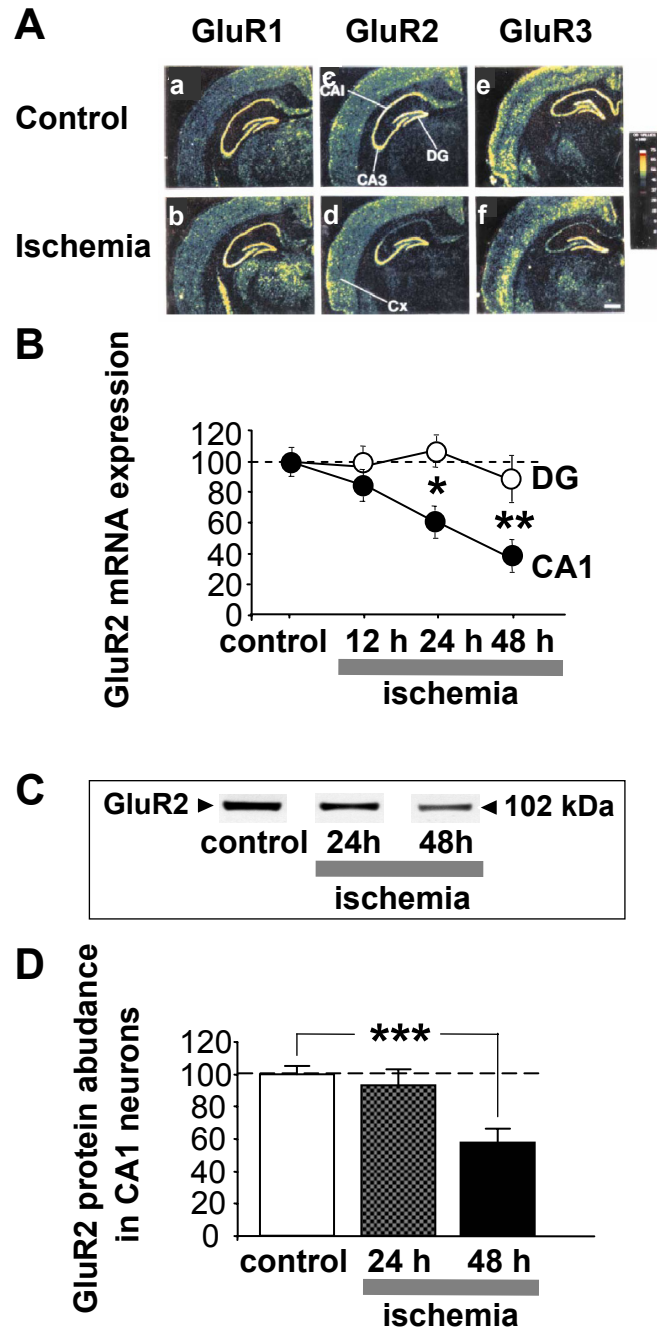 A
GluR1 GluR2 GluR3
Control
a c e
CA1
DG
CA3
Ischemia
b d f
Cx
B
GluR2 mRNA expression
120
100
80
60
40
20
0
DG
*
**
CA1
control 12 h 24 h 48 h
ischemia
C
GluR2 102 kDa
control 24h 48h
ischemia
D
GluR2 protein abudance
in CA1 neurons
***
120
100
80
60
40
20
0
control 24 h 48 h
ischemia